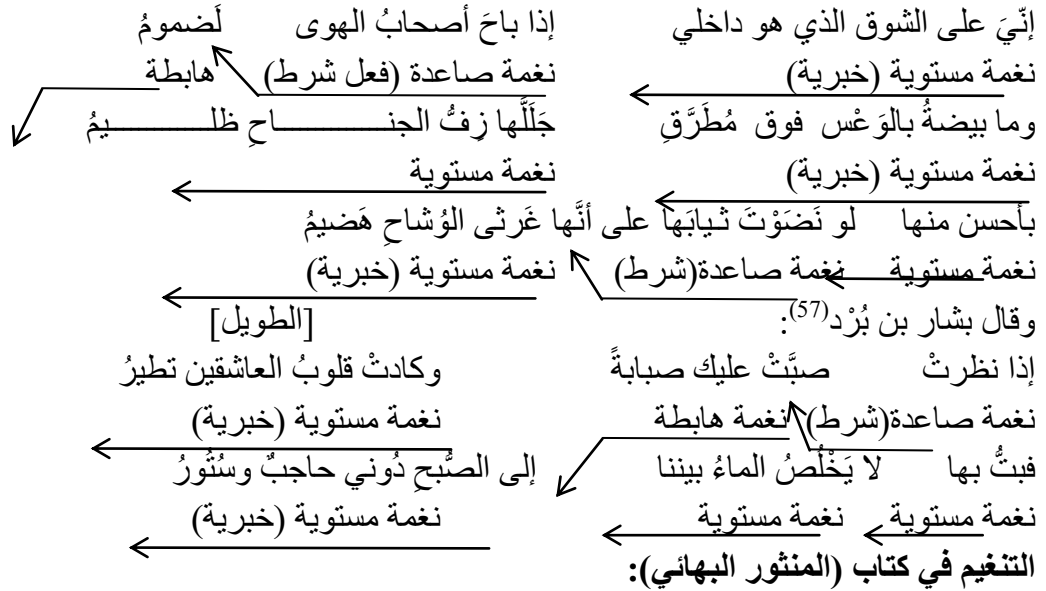 إنّيَ على الشوق الذي هو داخلي إذا باحَ أصحابُ الهوى لَضمومُ
نغمة مستوية (خبرية) نغمة صاعدة (فعل شرط) هابطة
وما بيضةُ بالوَعْس فوق مُطَرَّقِ جَلَلَّها زِفُّ الجنـــــــــــــاحِ ظلـــــــــــيمُ
نغمة مستوية (خبرية) نغمة مستوية
بأحسن منها لو نَضَوْتَ ثيابَها على أنَّها غَرثى الوُشاحِ هَضيمُ
نغمة مستوية نغمة صاعدة(شرط) نغمة مستوية (خبرية)
وقال بشار بن بُرْد(57): [الطويل]
إذا نظرتْ صبَّتْ عليك صبابةً وكادتْ قلوبُ العاشقين تطيرُ
نغمة صاعدة(شرط) نغمة هابطة نغمة مستوية (خبرية)
فبتُّ بها لا يَخْلُصُ الماءُ بيننا إلى الصُّبحِ دُوني حاجبٌ وسُتُورُ
نغمة مستوية نغمة مستوية نغمة مستوية (خبرية)
التنغيم في كتاب (المنثور البهائي):